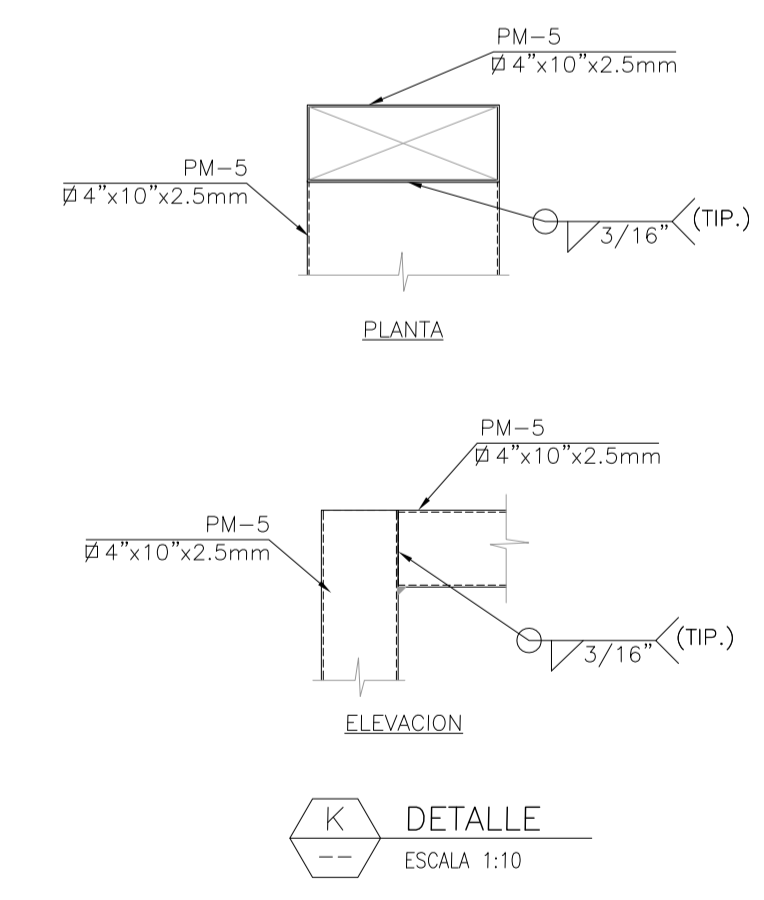 PM-5
⌀ 4"x10"x2.5mm
PM-5
⌀ 4"x10"x2.5mm
3/16" (TIP.)
PLANTA
PM-5
⌀ 4"x10"x2.5mm
PM-5
⌀ 4"x10"x2.5mm
3/16" (TIP.)
ELEVACION
K
--
DETALLE
ESCALA 1:10